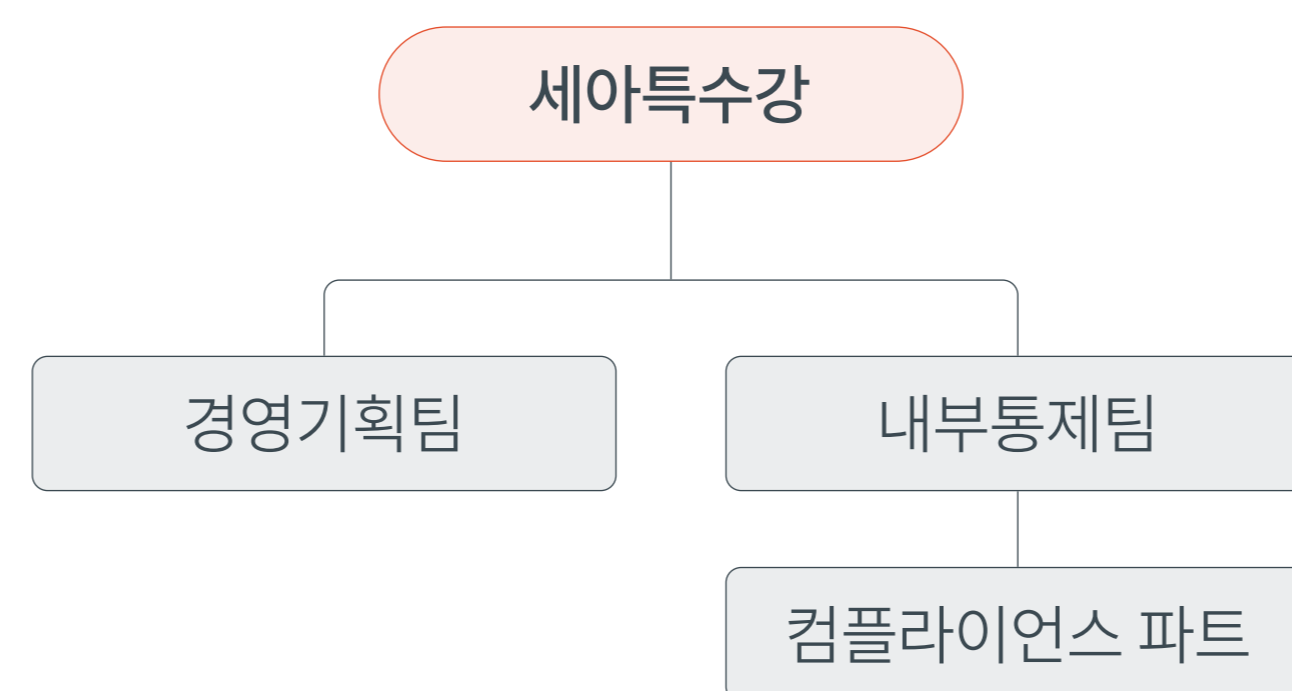 세아특수강
경영기획팀
내부통제팀
컴플라이언스 파트